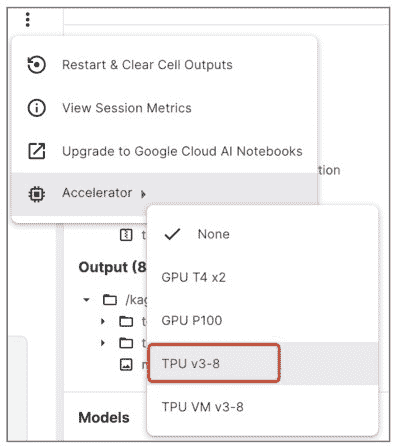 Restart & Clear Cell Outputs
View Session Metrics
Upgrade to Google Cloud AI Notebooks
Accelerator
tion
t
None
Output (8
GPU T4 x2
/kag
GPU P100
t
t
TPU v3-8
Models
TPU VM v3-8